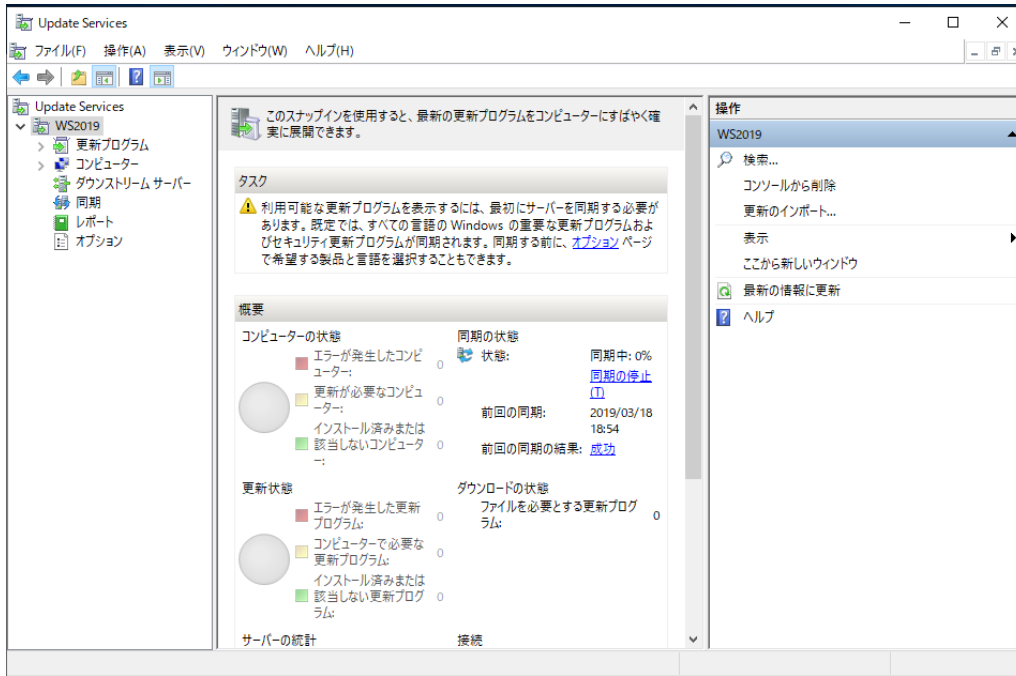 Update Services
ファイル(F) 操作(A) 表示(V) ウィンドウ(W) ヘルプ(H)
Update Services
WS2019
更新プログラム
コンピューター
ダウンストリーム サーバー
同期
レポート
オプション
このスナップインを使用すると、最新の更新プログラムをコンピューターにすばやく確
実に展開できます。
タスク
利用可能な更新プログラムを表示するには、最初にサーバーを同期する必要が
あります。既定では、すべての言語の Windows の重要な更新プログラムおよ
びセキュリティ更新プログラムが同期されます。同期する前に、オプション ページ
で希望する製品と言語を選択することもできます。
概要
コンピューターの状態
エラーが発生したコンピ
ューター: 0
更新が必要なコンピュ
ーター: 0
インストール済みまたは
該当しないコンピュータ 0
ー:
同期の状態
状態: 同期中: 0%
同期の停止
(T)
前回の同期: 2019/03/18
18:54
前回の同期の結果: 成功
更新状態
エラーが発生した更新
プログラム: 0
コンピューターで必要な
更新プログラム: 0
インストール済みまたは
該当しない更新プログ 0
ラム:
ダウンロードの状態
ファイルを必要とする更新プログ
ラム: 0
サーバーの統計
接続
操作
WS2019
検索...
コンソールから削除
更新のインポート...
表示
ここから新しいウィンドウ
最新の情報に更新
ヘルプ